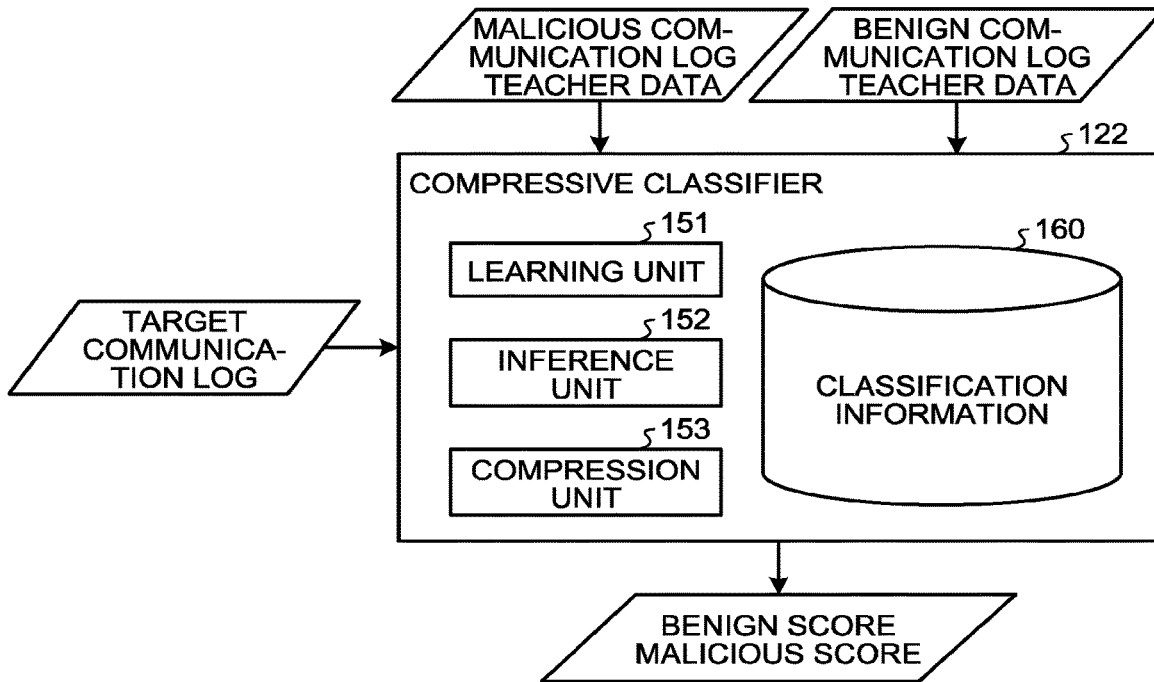 MALICIOUS COM-
MUNICATION LOG
TEACHER DATA
BENIGN COM-
MUNICATION LOG
TEACHER DATA
122
COMPRESSIVE CLASSIFIER
151
LEARNING UNIT
160
TARGET
COMMUNICA-
TION LOG
152
INFERENCE
UNIT
CLASSIFICATION
INFORMATION
153
COMPRESSION
UNIT
BENIGN SCORE
MALICIOUS SCORE